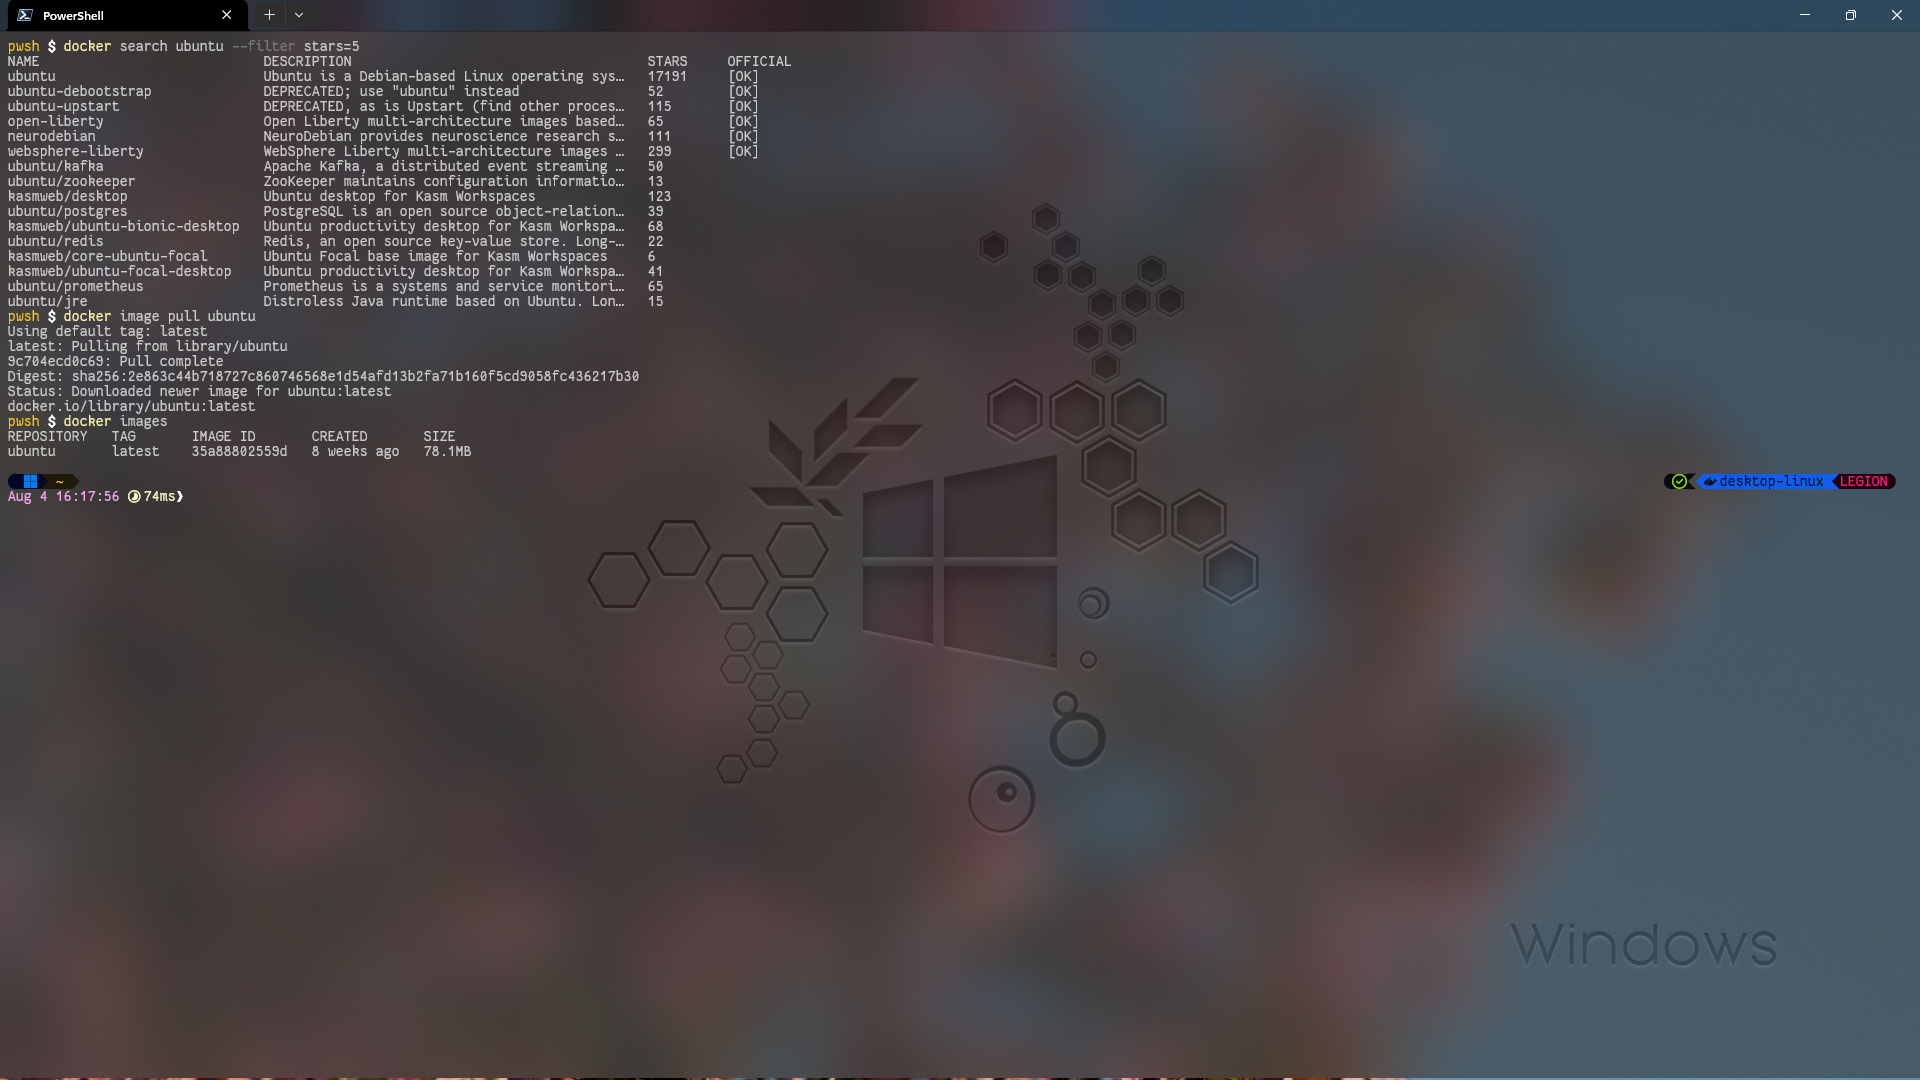 PowerShell
pwsh $ docker search ubuntu --filter stars=5
NAME DESCRIPTION STARS OFFICIAL
ubuntu Ubuntu is a Debian-based Linux operating sys… 17191 [OK]
ubuntu-debootstrap DEPRECATED; use "ubuntu" instead 52 [OK]
ubuntu-upstart DEPRECATED, as is Upstart (find other proces… 115 [OK]
open-liberty Open Liberty multi-architecture images based… 65 [OK]
neurodebian NeuroDebian provides neuroscience research s… 111 [OK]
websphere-liberty WebSphere Liberty multi-architecture images … 299 [OK]
ubuntu/kafka Apache Kafka, a distributed event streaming … 50
ubuntu/zookeeper ZooKeeper maintains configuration informatio… 13
kasmweb/desktop Ubuntu desktop for Kasm Workspaces 123
ubuntu/postgres PostgreSQL is an open source object-relation… 39
kasmweb/ubuntu-bionic-desktop Ubuntu productivity desktop for Kasm Workspa… 68
ubuntu/redis Redis, an open source key-value store. Long-… 22
kasmweb/core-ubuntu-focal Ubuntu Focal base image for Kasm Workspaces 6
kasmweb/ubuntu-focal-desktop Ubuntu productivity desktop for Kasm Workspa… 41
ubuntu/prometheus Prometheus is a systems and service monitori… 65
ubuntu/jre Distroless Java runtime based on Ubuntu. Lon… 15
pwsh $ docker image pull ubuntu
Using default tag: latest
latest: Pulling from library/ubuntu
9c704ecd0c69: Pull complete
Digest: sha256:2e863c44b718727c860746568e1d54afd13b2fa71b160f5cd9058fc436217b30
Status: Downloaded newer image for ubuntu:latest
docker.io/library/ubuntu:latest
pwsh $ docker images
REPOSITORY TAG IMAGE ID CREATED SIZE
ubuntu latest 35a88802559d 8 weeks ago 78.1MB
~ desktop-linux LEGION
Aug 4 16:17:56 74ms❯
Windows